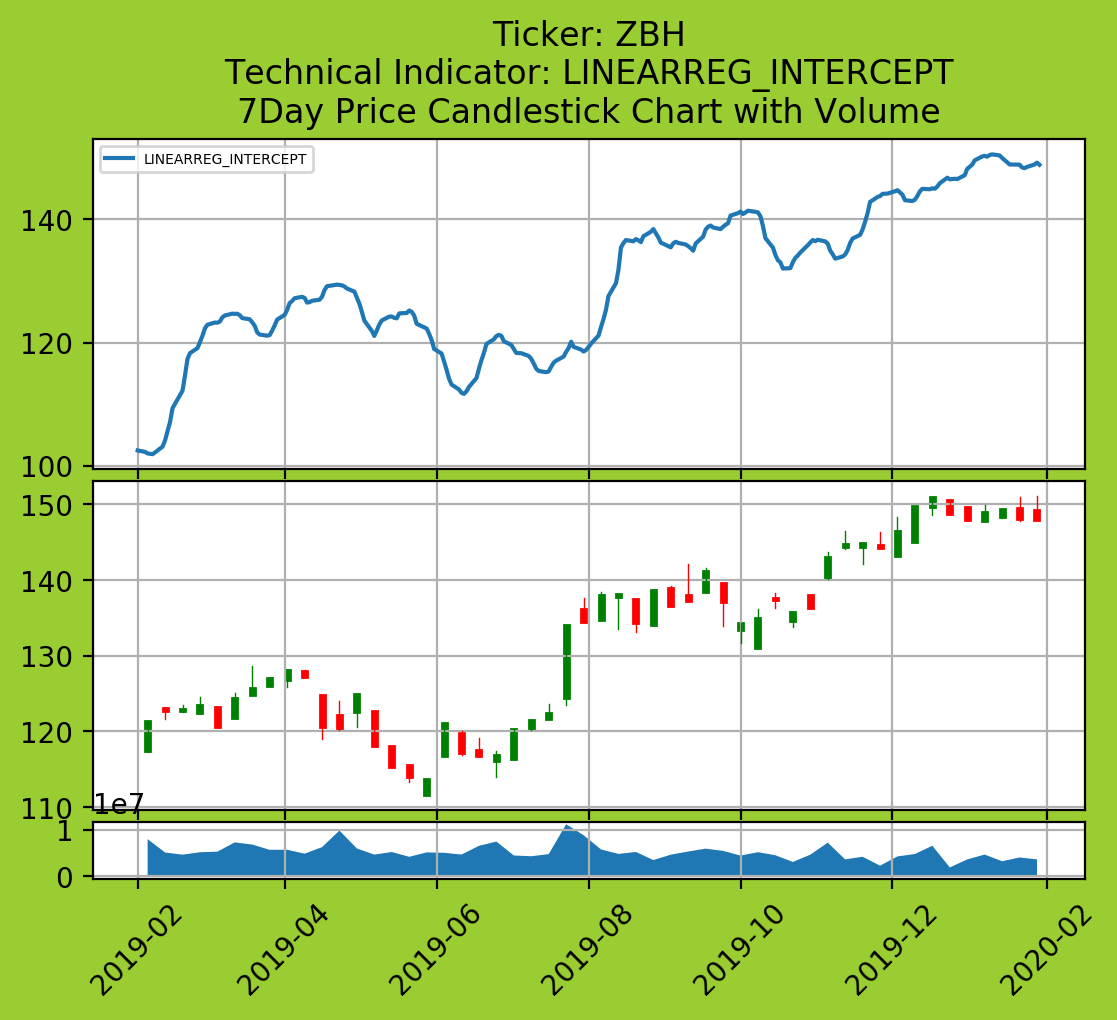 Ticker: ZBH
Technical Indicator: LINEARREG_INTERCEPT
7Day Price Candlestick Chart with Volume
LINEARREG_INTERCEPT
140
120
100
150
140
130
120
110
1e7
1
0
2019-02 2019-04 2019-06 2019-08 2019-10 2019-12 2020-02